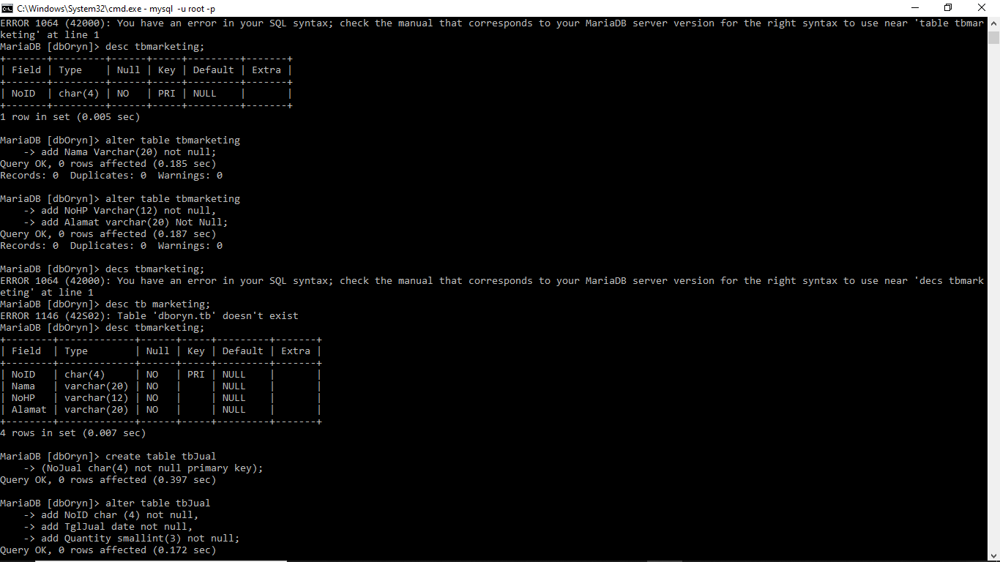 C:\Windows\System32\cmd.exe - mysql  -u root -p
ERROR 1064 (42000): You have an error in your SQL syntax; check the manual that corresponds to your MariaDB server version for the right syntax to use near 'table tbmar
keting' at line 1
MariaDB [dbOryn]> desc tbmarketing;
+-------+---------+------+-----+---------+-------+
| Field | Type    | Null | Key | Default | Extra |
+-------+---------+------+-----+---------+-------+
| NoID  | char(4) | NO   | PRI | NULL    |       |
+-------+---------+------+-----+---------+-------+
1 row in set (0.005 sec)

MariaDB [dbOryn]> alter table tbmarketing
    -> add Nama Varchar(20) not null;
Query OK, 0 rows affected (0.185 sec)
Records: 0  Duplicates: 0  Warnings: 0

MariaDB [dbOryn]> alter table tbmarketing
    -> add NoHP Varchar(12) not null,
    -> add Alamat varchar(20) Not Null;
Query OK, 0 rows affected (0.187 sec)
Records: 0  Duplicates: 0  Warnings: 0

MariaDB [dbOryn]> decs tbmarketing;
ERROR 1064 (42000): You have an error in your SQL syntax; check the manual that corresponds to your MariaDB server version for the right syntax to use near 'decs tbmark
eting' at line 1
MariaDB [dbOryn]> desc tb marketing;
ERROR 1146 (42S02): Table 'dboryn.tb' doesn't exist
MariaDB [dbOryn]> desc tbmarketing;
+--------+-------------+------+-----+---------+-------+
| Field  | Type        | Null | Key | Default | Extra |
+--------+-------------+------+-----+---------+-------+
| NoID   | char(4)     | NO   | PRI | NULL    |       |
| Nama   | varchar(20) | NO   |     | NULL    |       |
| NoHP   | varchar(12) | NO   |     | NULL    |       |
| Alamat | varchar(20) | NO   |     | NULL    |       |
+--------+-------------+------+-----+---------+-------+
4 rows in set (0.007 sec)

MariaDB [dbOryn]> create table tbJual
    -> (NoJual char(4) not null primary key);
Query OK, 0 rows affected (0.397 sec)

MariaDB [dbOryn]> alter table tbJual
    -> add NoID char (4) not null,
    -> add TglJual date not null,
    -> add Quantity smallint(3) not null;
Query OK, 0 rows affected (0.172 sec)